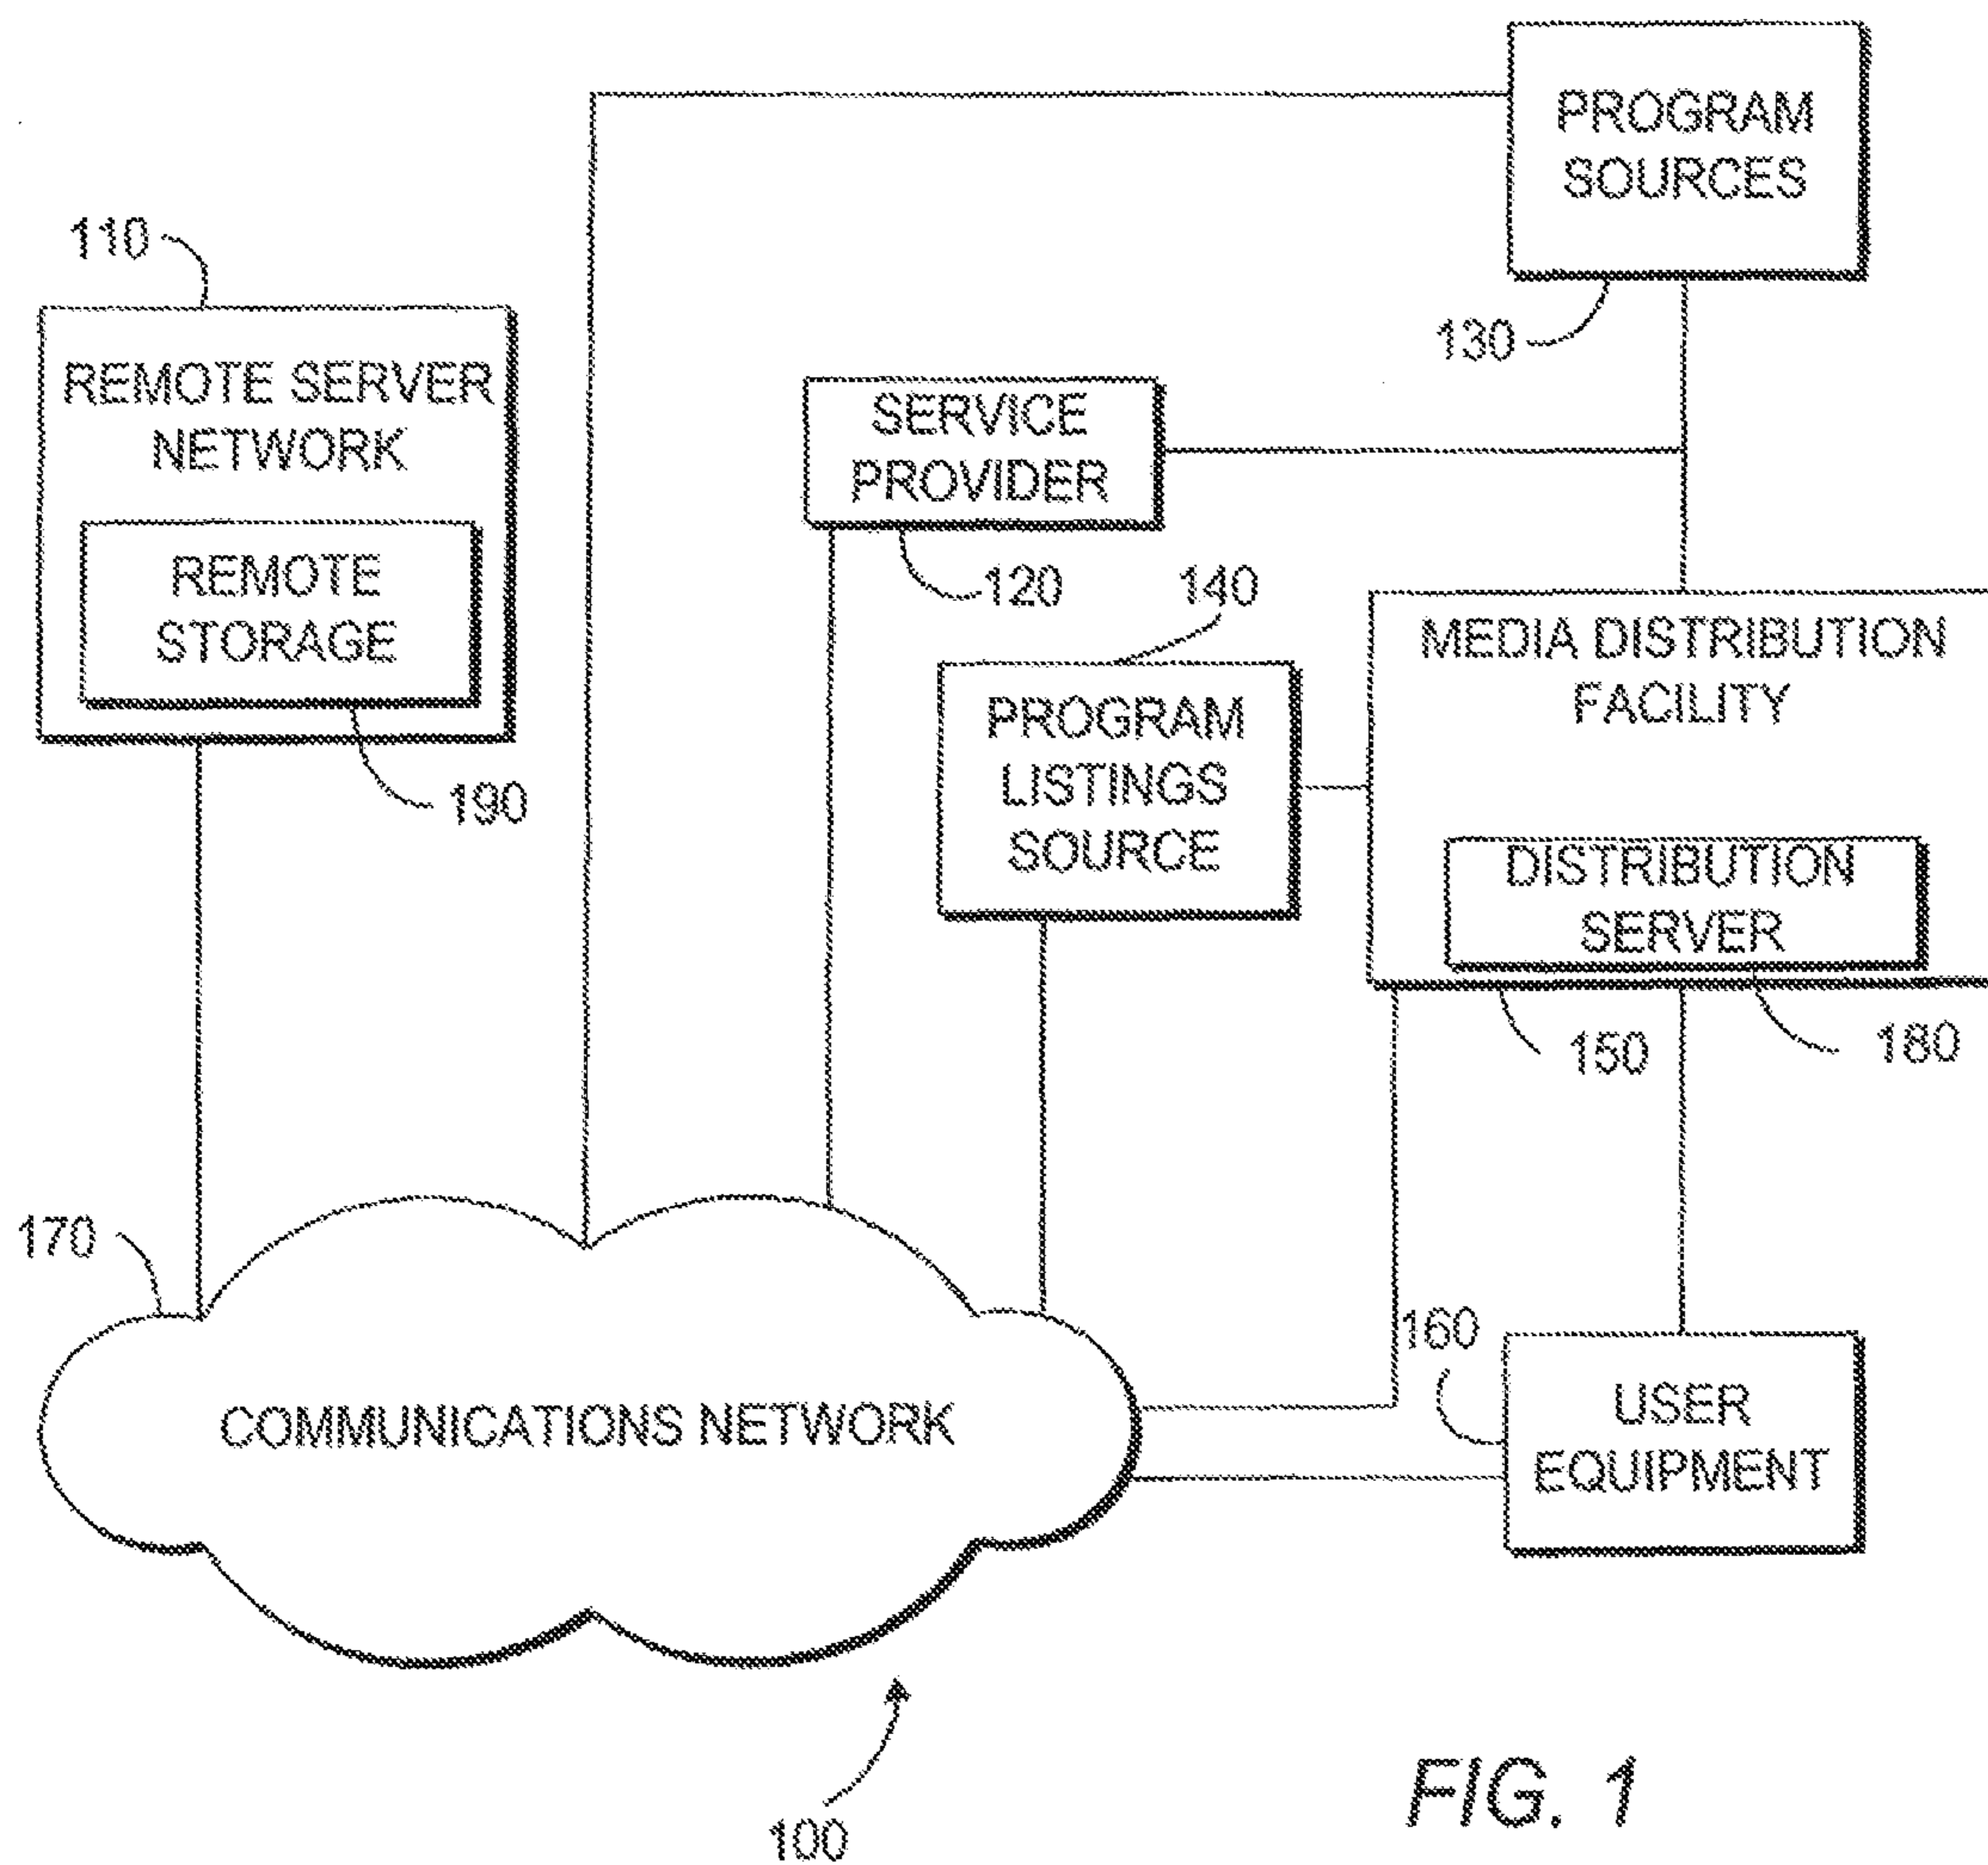 PROGRAM
SOURCES
130
110
REMOTE SERVER
NETWORK
REMOTE
STORAGE
190
SERVICE
PROVIDER
120
140
PROGRAM
LISTINGS
SOURCE
MEDIA DISTRIBUTION
FACILITY
DISTRIBUTION
SERVER
150
180
170
COMMUNICATIONS NETWORK
160
USER
EQUIPMENT
100
FIG. 1